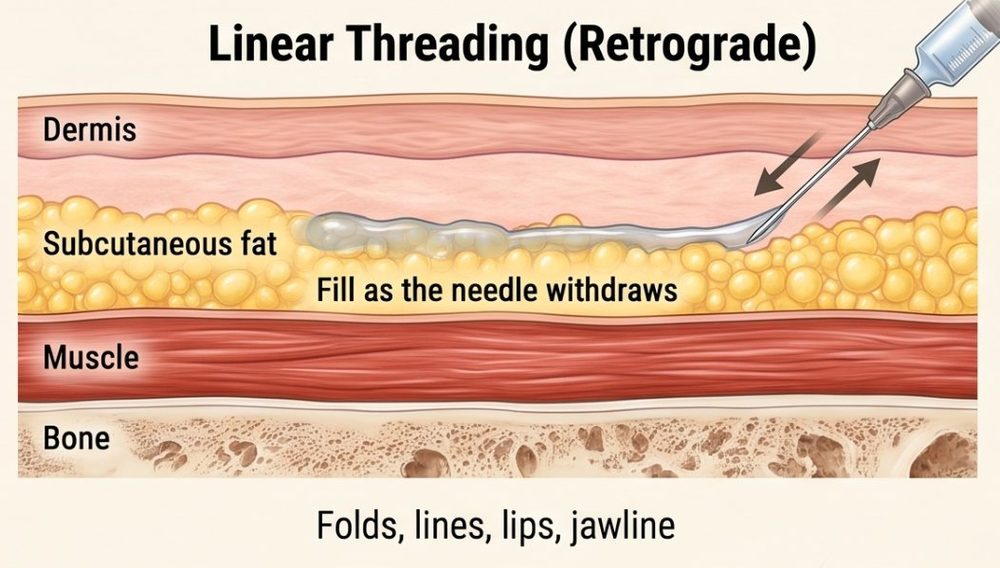 Linear Threading (Retrograde)
Dermis
Subcutaneous fat
Fill as the needle withdraws
Muscle
Bone
Folds, lines, lips, jawline